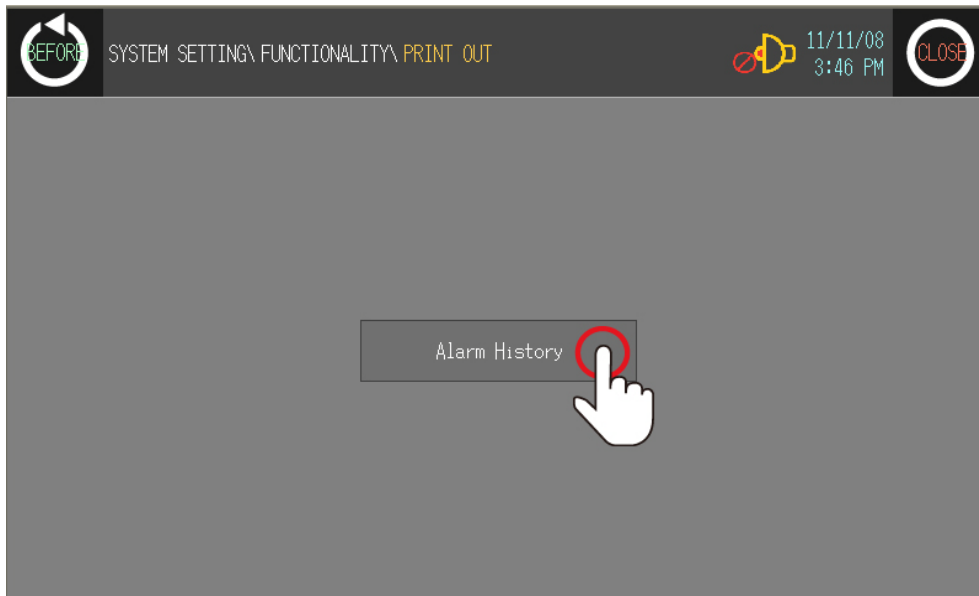 BEFORE
SYSTEM SETTING\ FUNCTIONALITY\ PRINT OUT
11/11/08
3:46 PM
CLOSE
Alarm History